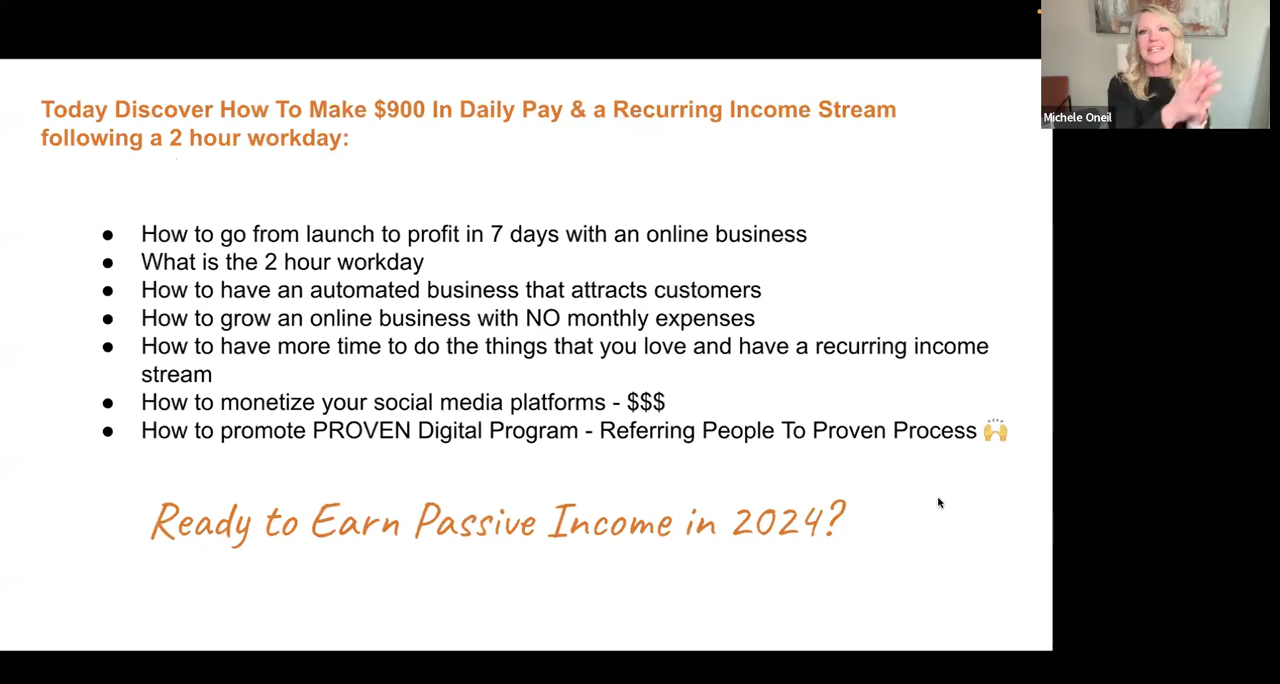 Today Discover How To Make $900 In Daily Pay & a Recurring Income Stream
following a 2 hour workday:
● How to go from launch to profit in 7 days with an online business
● What is the 2 hour workday
● How to have an automated business that attracts customers
● How to grow an online business with NO monthly expenses
● How to have more time to do the things that you love and have a recurring income
stream
● How to monetize your social media platforms - $$$
● How to promote PROVEN Digital Program - Referring People To Proven Process 🙌
Ready to Earn Passive Income in 2024?
Michele Oneil